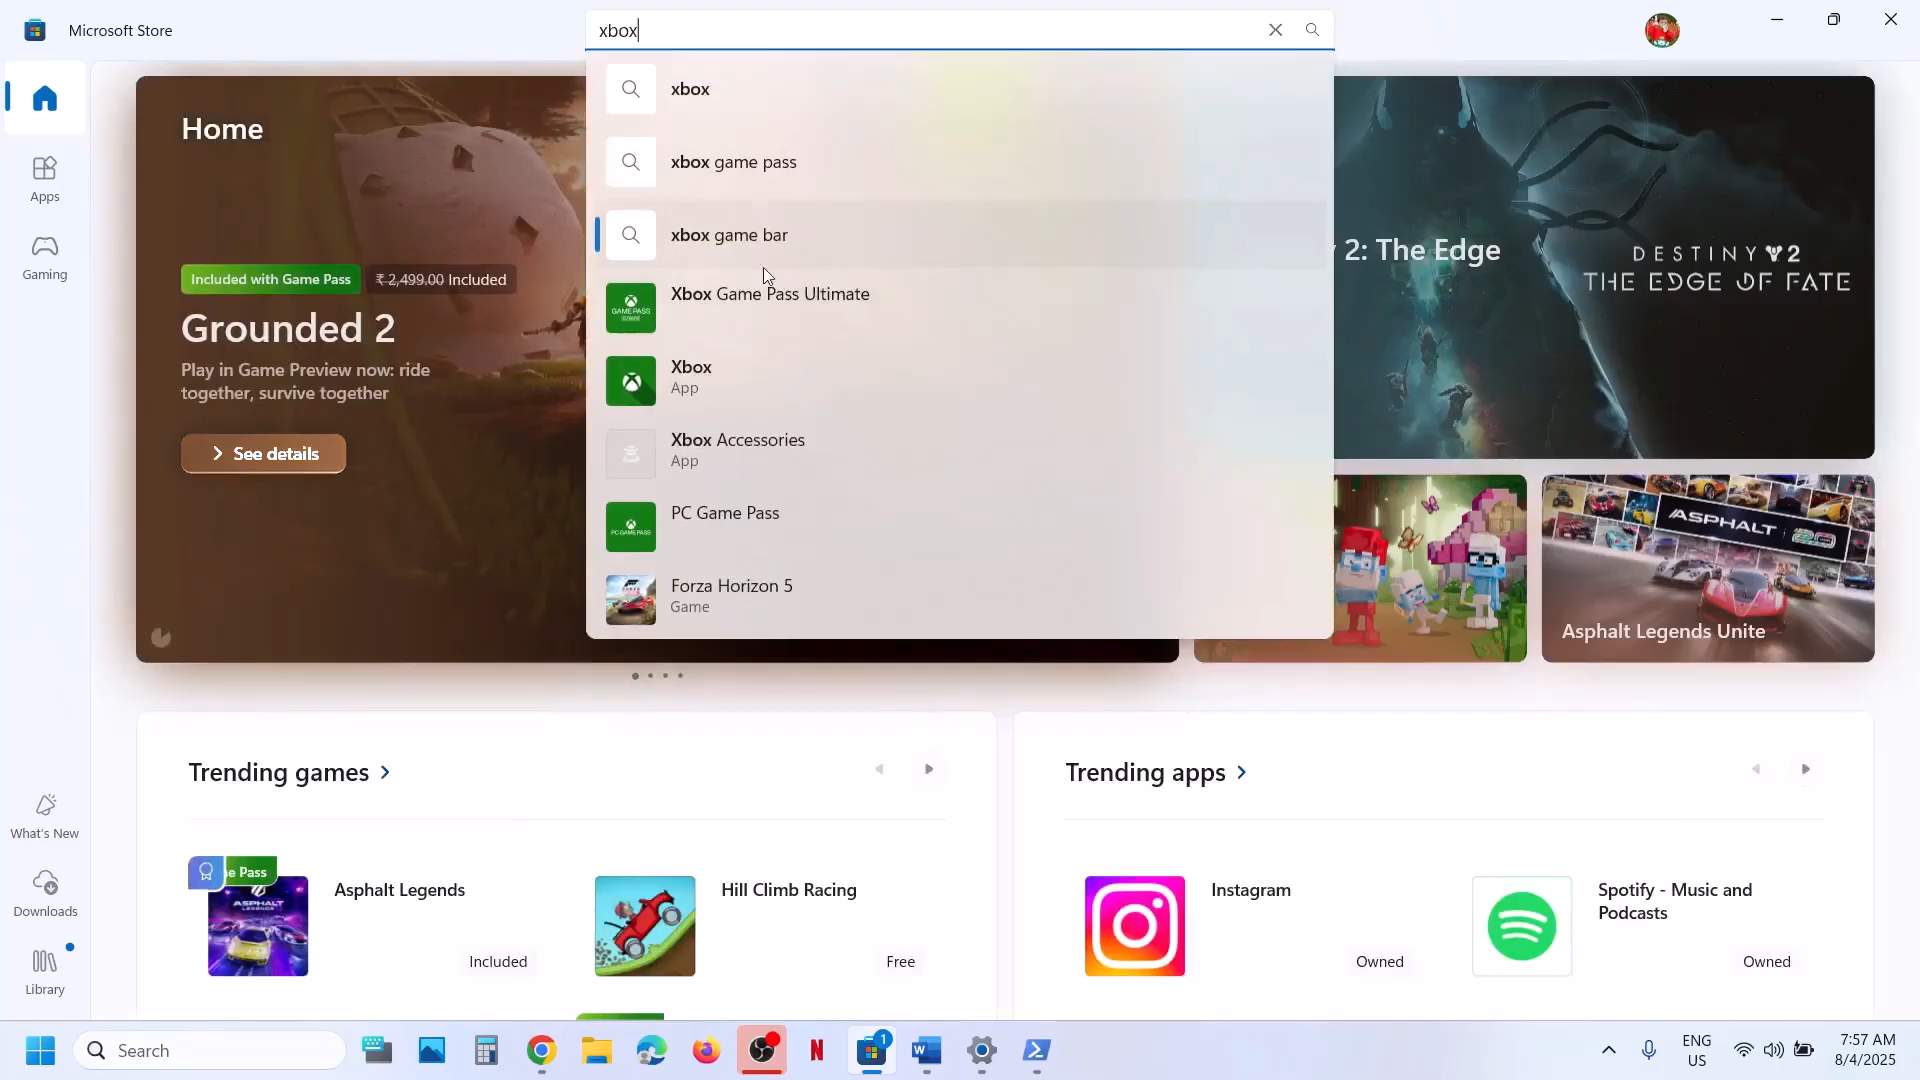 Microsoft Store
xbox
Home
Apps
Gaming
What's New
Downloads
Library
Home
Included with Game Pass
₹ 2,499.00 Included
Grounded 2
Play in Game Preview now: ride
together, survive together
See details
xbox
xbox game pass
xbox game bar
Xbox Game Pass Ultimate
Xbox
App
Xbox Accessories
App
PC Game Pass
Forza Horizon 5
Game
2: The Edge
DESTINY 2
THE EDGE OF FATE
ASPHALT
Asphalt Legends Unite
Trending games
Asphalt Legends
Included
Hill Climb Racing
Free
Trending apps
Instagram
Owned
Spotify - Music and
Podcasts
Owned
Search
1
ENG
US
7:57 AM
8/4/2025